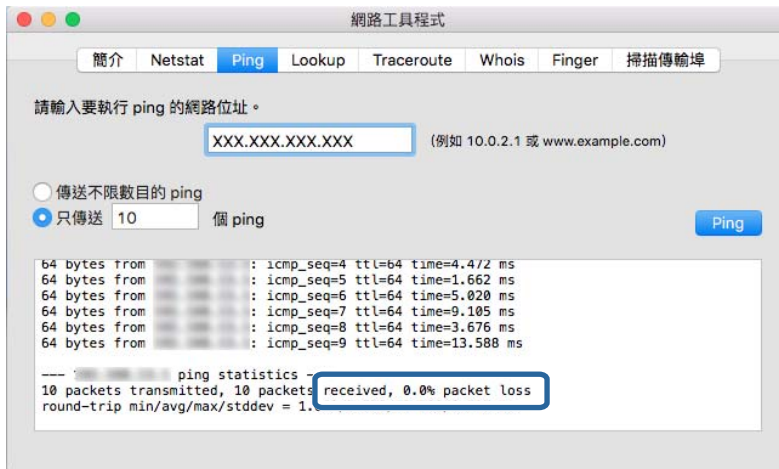 網路工具程式
簡介 Netstat Ping Lookup Traceroute Whois Finger 掃描傳輸埠
請輸入要執行 ping 的網路位址。
XXX.XXX.XXX.XXX (例如 10.0.2.1 或 www.example.com)
傳送不限數目的 ping
只傳送 10 個 ping
Ping
64 bytes from : icmp_seq=4 ttl=64 time=4.472 ms
64 bytes from : icmp_seq=5 ttl=64 time=1.662 ms
64 bytes from : icmp_seq=6 ttl=64 time=5.020 ms
64 bytes from : icmp_seq=7 ttl=64 time=9.105 ms
64 bytes from : icmp_seq=8 ttl=64 time=3.676 ms
64 bytes from : icmp_seq=9 ttl=64 time=13.588 ms
--- ping statistics -
10 packets transmitted, 10 packets received, 0.0% packet loss
round-trip min/avg/max/stddev = 1.